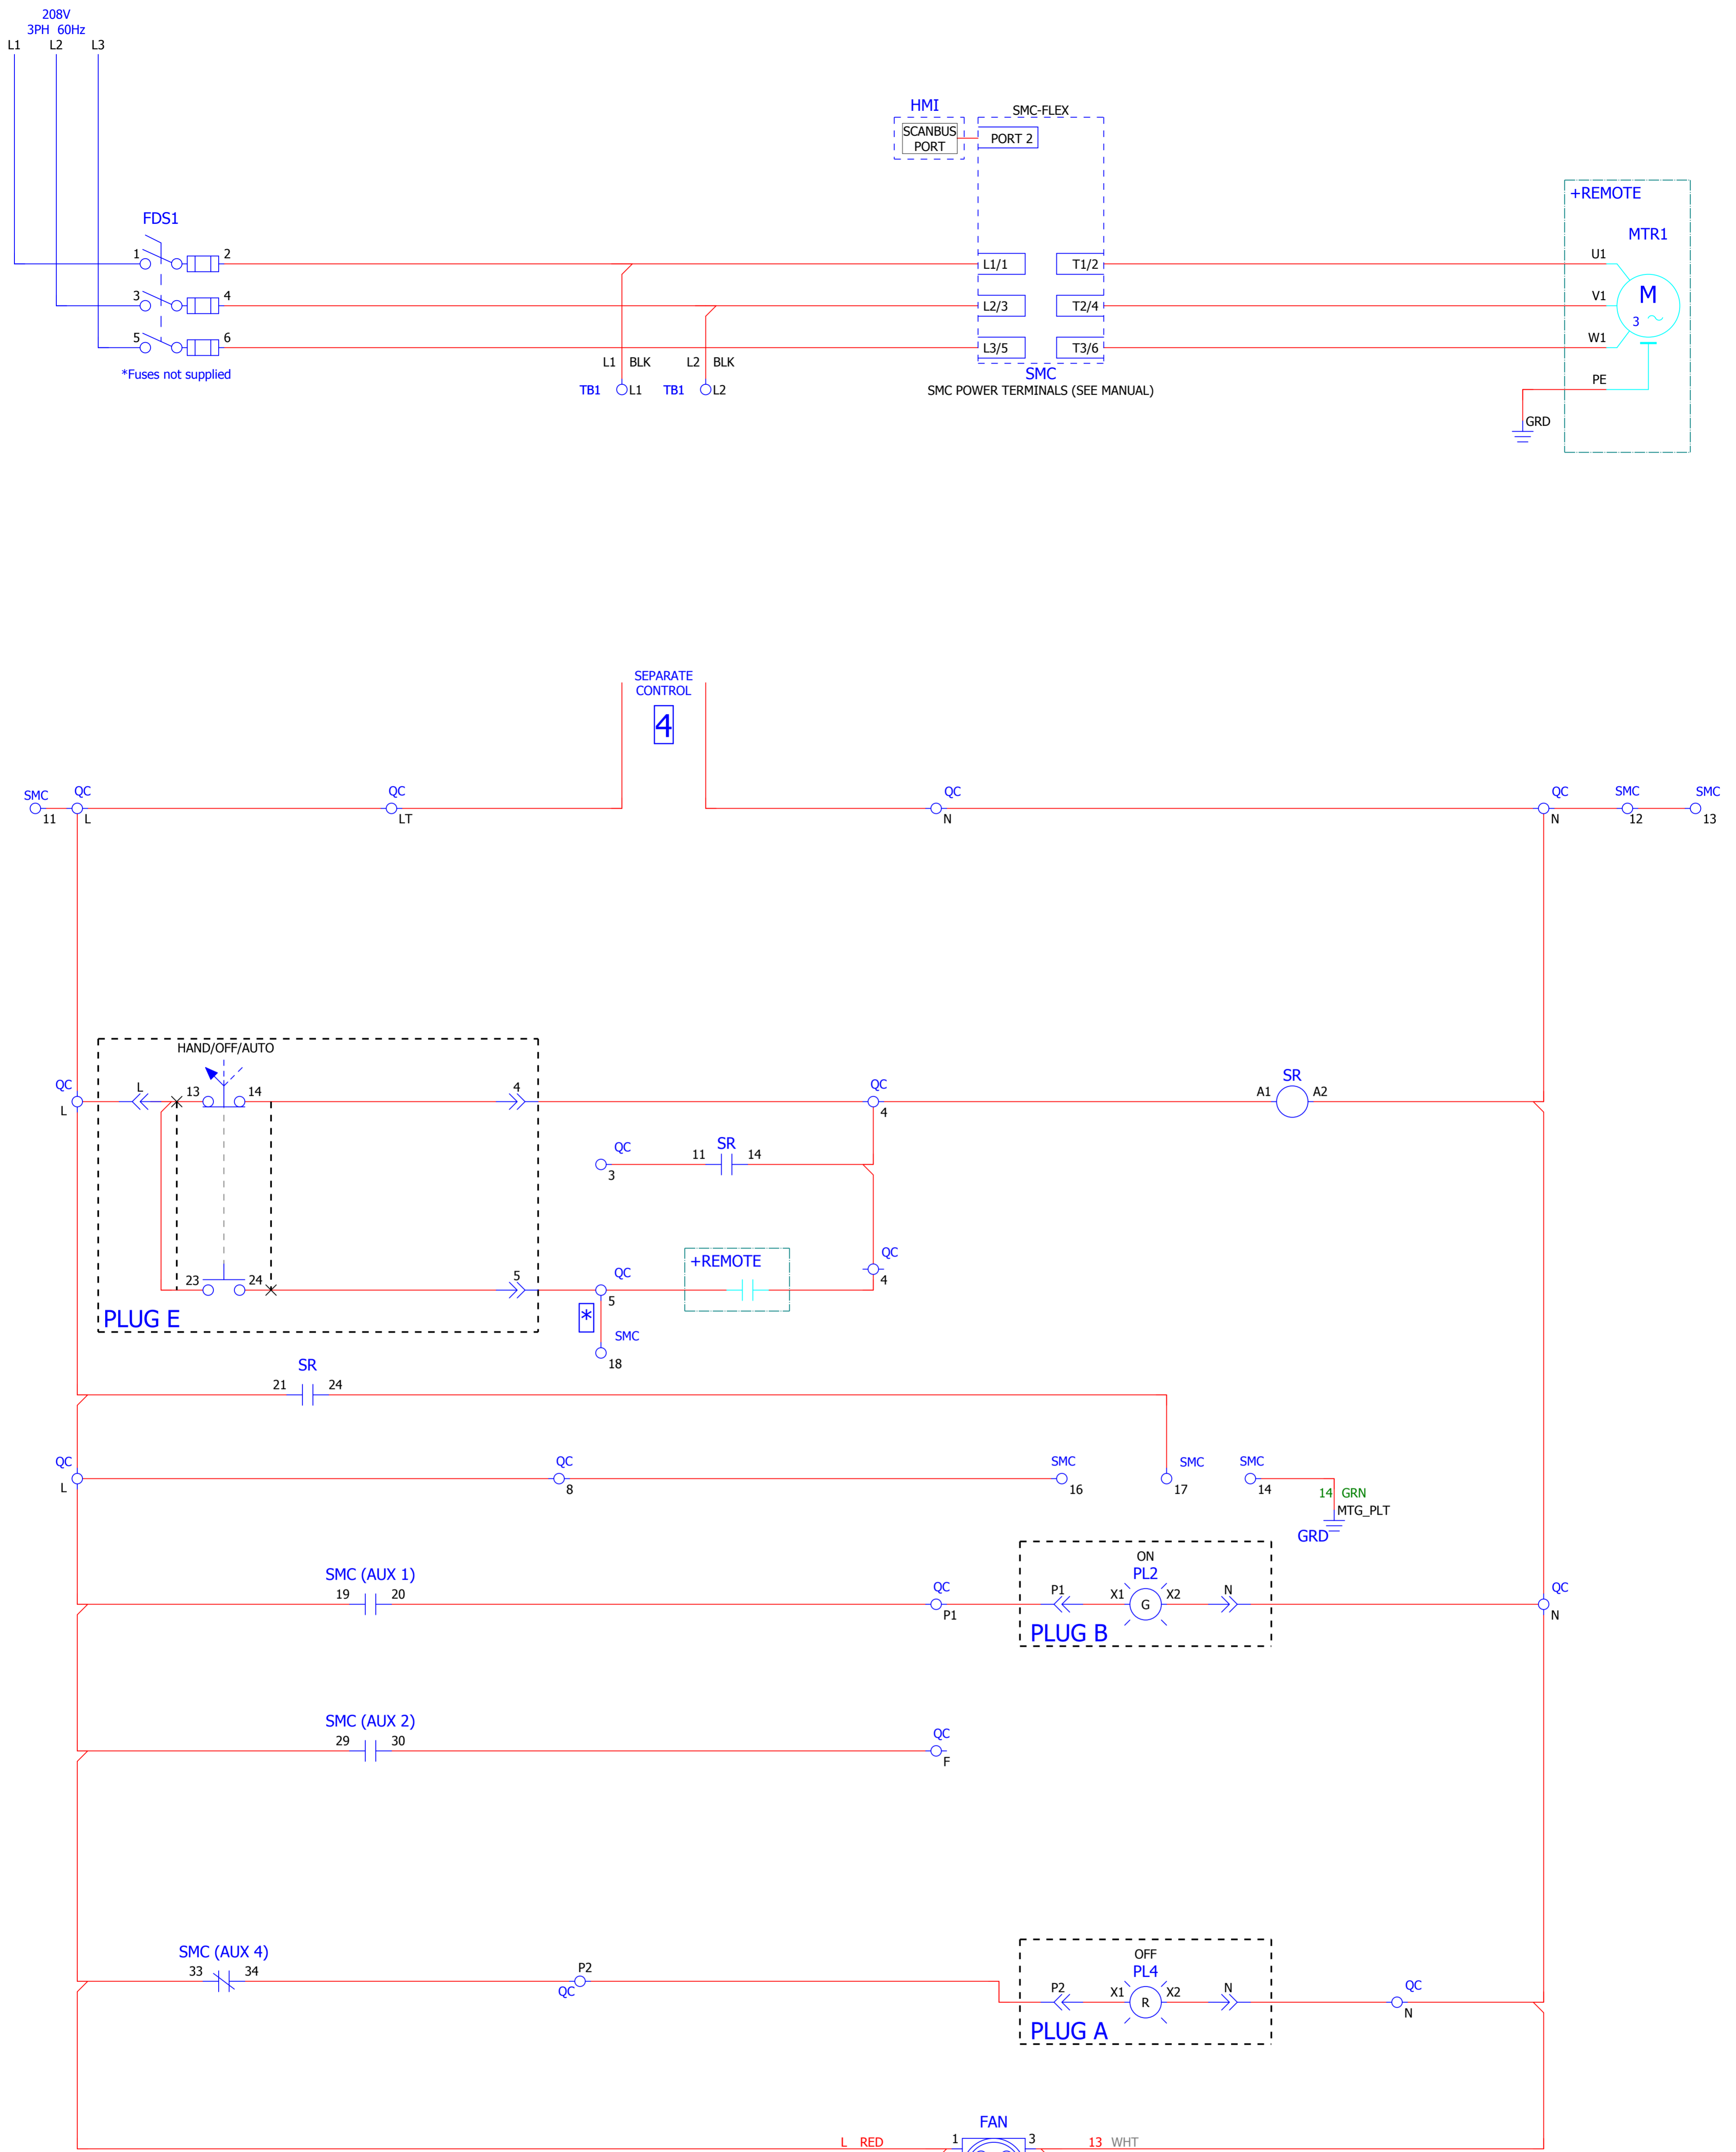 208V
3PH 60Hz
L1 L2 L3
HMI
SCANBUS
PORT
SMC-FLEX
PORT 2
+REMOTE
MTR1
FDS1
1 2
L1/1 T1/2
U1
3 4
L2/3 T2/4
V1
M
3
5 6
L3/5 T3/6
W1
*Fuses not supplied
L1 BLK
L2 BLK
TB1 L1
TB1 L2
SMC
SMC POWER TERMINALS (SEE MANUAL)
PE
GRD
SEPARATE
CONTROL
4
SMC QC QC QC QC SMC SMC
11 L LT N N 12 13
HAND/OFF/AUTO
QC L 13 14 4 QC SR
L 4 A1 A2
QC SR
3 11 14
+REMOTE
QC
4
23 24 5 QC
5
PLUG E
*
SMC
18
SR
21 24
QC QC SMC SMC SMC
L 8 16 17 14
14 GRN
MTG_PLT
GRD
SMC (AUX 1)
19 20
QC
P1
ON
PL2
P1 X1 G X2 N
PLUG B
QC
N
SMC (AUX 2)
29 30
QC
F
SMC (AUX 4)
33 34
P2
QC
OFF
PL4
P2 X1 R X2 N
PLUG A
QC
N
FAN
L RED 1 3 13 WHT